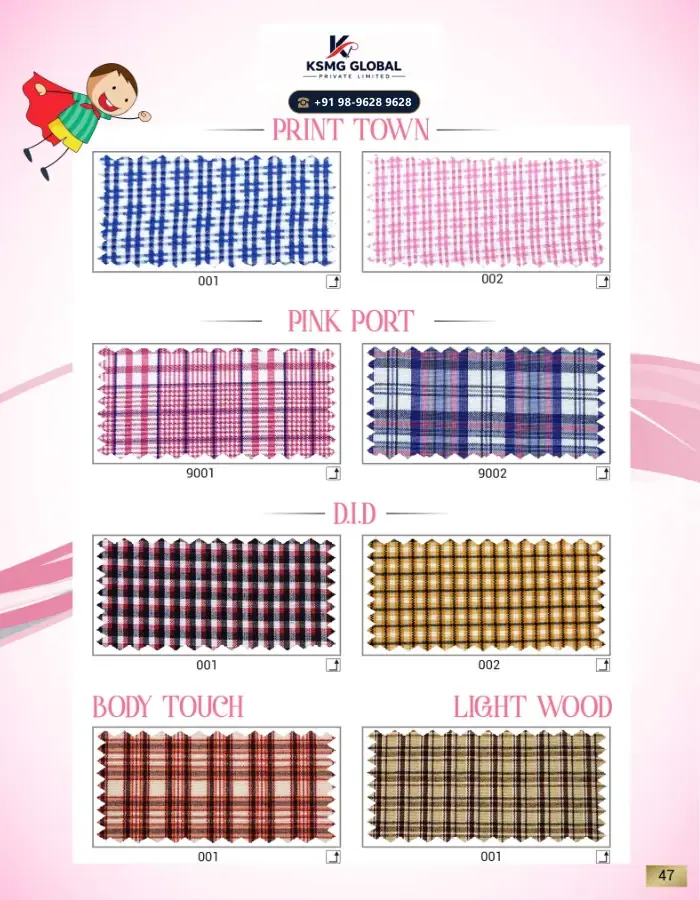 KSMG GLOBAL
PRIVATE LIMITED
+91 98-9628 9628
PRINT TOWN
001
002
PINK PORT
9001
9002
D.I.D
001
002
BODY TOUCH
LIGHT WOOD
001
001
47